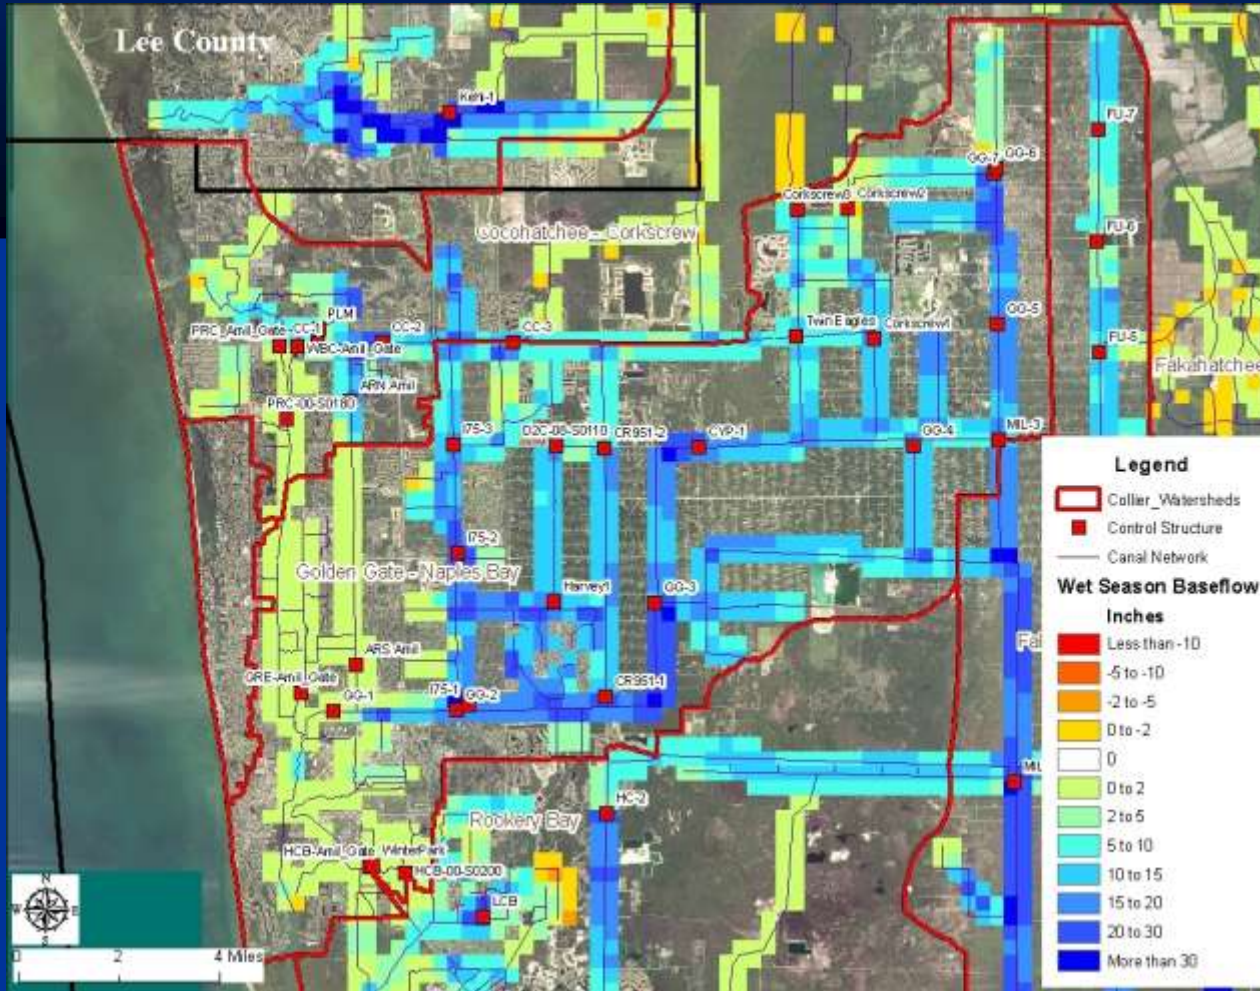 Lee County
Kehl-1
FU-7
GG-6
GG-7
Corkscrew3
Corkscrew2
Cocohatchee - Corkscrew
FU-6
PLM
GG-5
PRC_Amil_Gate
CC-1
CC-2
CC-3
Twin Eagles
Corkscrew1
WBC-Amil_Gate
FU-5
Fakahatchee
ARN Amil
PRC-00-S0180
I75-3
D2C-00-S0110
CR951-2
CYP-1
GG-4
MIL-3
I75-2
Golden Gate - Naples Bay
Harvey1
GG-3
ARS Amil
GRE-Amil_Gate
GG-1
I75-1
GG-2
CR951-1
Rookery Bay
HC-2
HCB-Amil_Gate
WinterPark
HCB-00-S0200
LCB
N
W
E
S
0 2 4 Miles
Legend
Collier_Watersheds
Control Structure
Canal Network
Wet Season Baseflow
Inches
Less than -10
-5 to -10
-2 to -5
0 to -2
0
0 to 2
2 to 5
5 to 10
10 to 15
15 to 20
20 to 30
More than 30